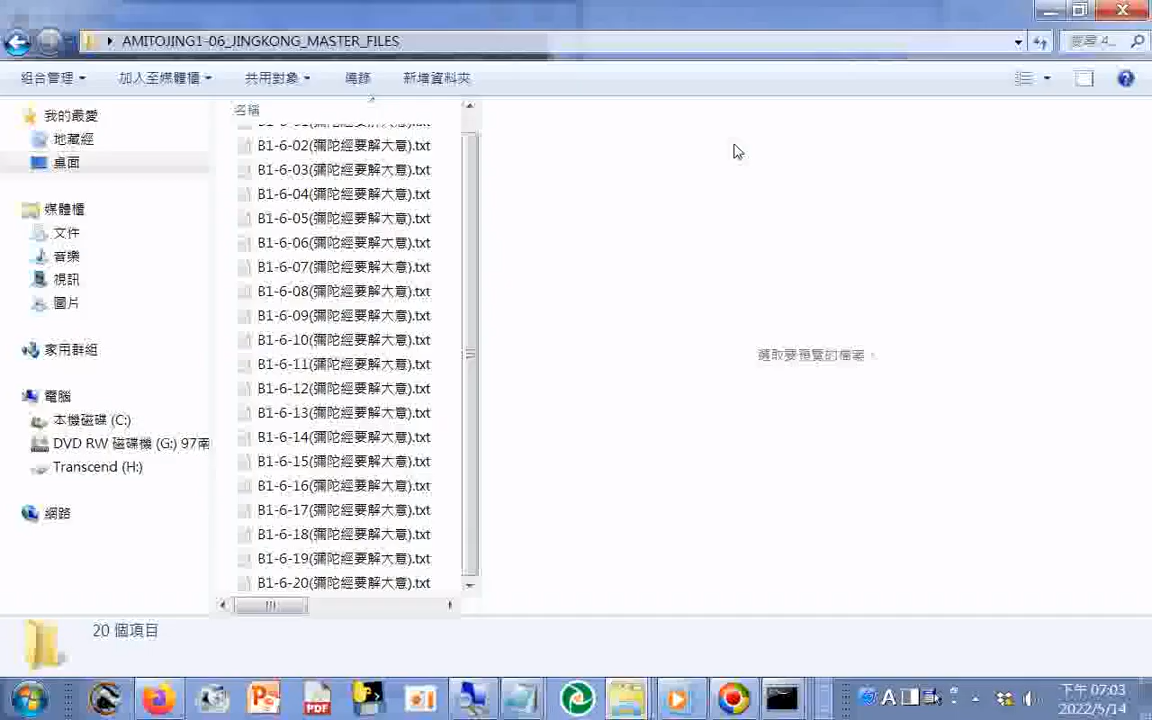 AMITOJING1-06_JINGKONG_MASTER_FILES
搜尋 4...
組合管理
加入至媒體櫃
共用對象
燒錄
新增資料夾
我的最愛
地藏經
桌面
媒體櫃
文件
音樂
視訊
圖片
家用群組
電腦
本機磁碟 (C:)
DVD RW 磁碟機 (G:) 97南
Transcend (H:)
網路
名稱
B1-6-02(彌陀經要解大意).txt
B1-6-03(彌陀經要解大意).txt
B1-6-04(彌陀經要解大意).txt
B1-6-05(彌陀經要解大意).txt
B1-6-06(彌陀經要解大意).txt
B1-6-07(彌陀經要解大意).txt
B1-6-08(彌陀經要解大意).txt
B1-6-09(彌陀經要解大意).txt
B1-6-10(彌陀經要解大意).txt
B1-6-11(彌陀經要解大意).txt
B1-6-12(彌陀經要解大意).txt
B1-6-13(彌陀經要解大意).txt
B1-6-14(彌陀經要解大意).txt
B1-6-15(彌陀經要解大意).txt
B1-6-16(彌陀經要解大意).txt
B1-6-17(彌陀經要解大意).txt
B1-6-18(彌陀經要解大意).txt
B1-6-19(彌陀經要解大意).txt
B1-6-20(彌陀經要解大意).txt
選取要預覽的檔案。
20 個項目
PDF
A
下午 07:03
2022/5/14